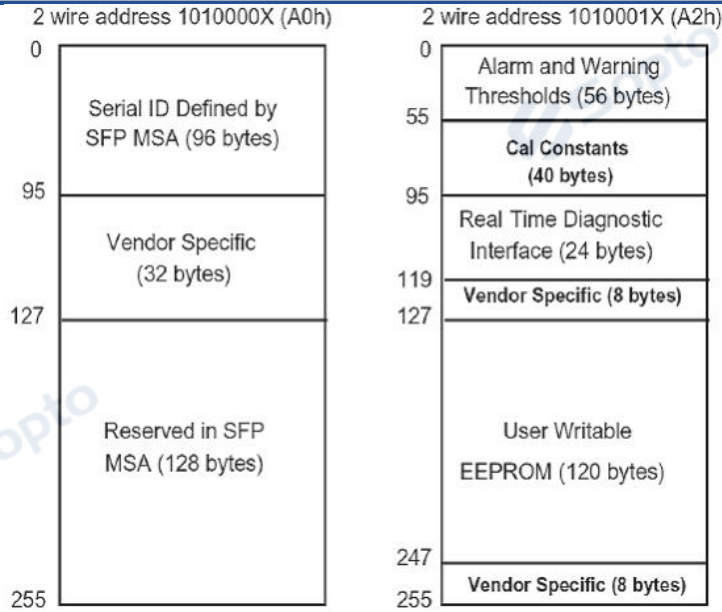 2 wire address 1010000X (A0h)
0
Serial ID Defined by
SFP MSA (96 bytes)
95
Vendor Specific
(32 bytes)
127
Reserved in SFP
MSA (128 bytes)
255
2 wire address 1010001X (A2h)
0
Alarm and Warning
Thresholds (56 bytes)
55
Cal Constants
(40 bytes)
95
Real Time Diagnostic
Interface (24 bytes)
119
Vendor Specific (8 bytes)
127
User Writable
EEPROM (120 bytes)
247
Vendor Specific (8 bytes)
255
Sopto
opto